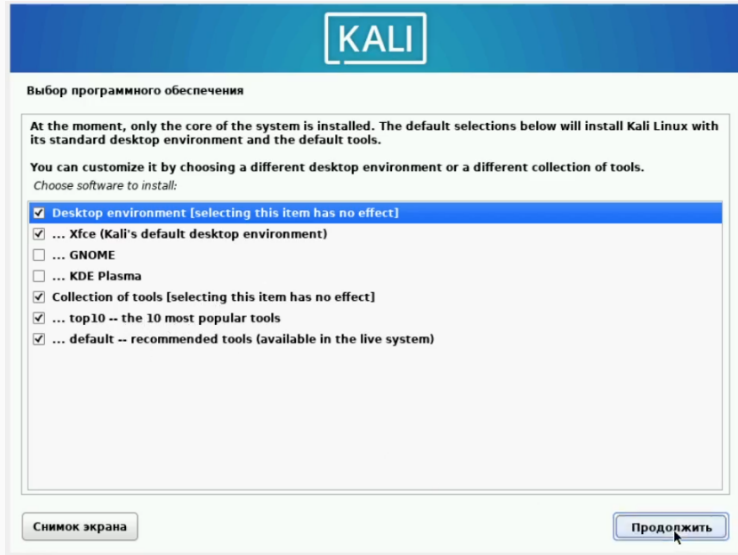 KALI
Выбор программного обеспечения
At the moment, only the core of the system is installed. The default selections below will install Kali Linux with
its standard desktop environment and the default tools.
You can customize it by choosing a different desktop environment or a different collection of tools.
Choose software to install:
Desktop environment [selecting this item has no effect]
... Xfce (Kali's default desktop environment)
... GNOME
... KDE Plasma
Collection of tools [selecting this item has no effect]
... top10 -- the 10 most popular tools
... default -- recommended tools (available in the live system)
Снимок экрана
Продолжить